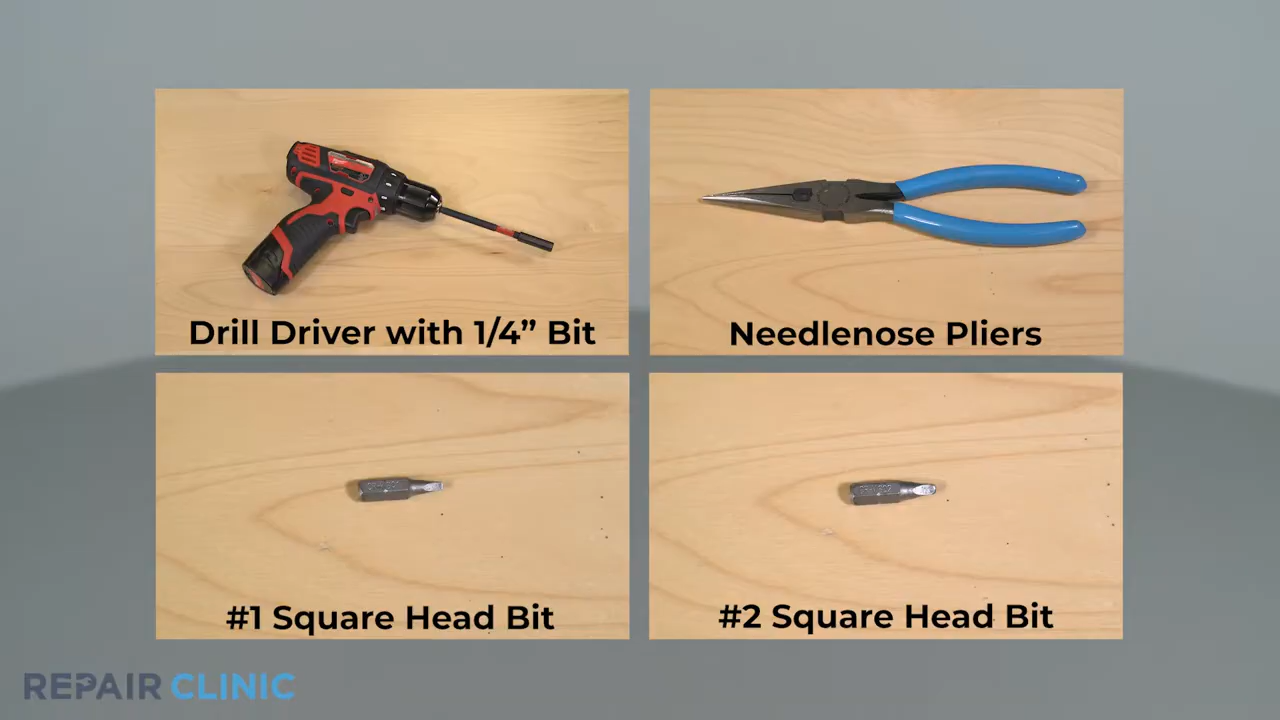 Drill Driver with 1/4” Bit
Needlenose Pliers
#1 Square Head Bit
#2 Square Head Bit
REPAIR CLINIC